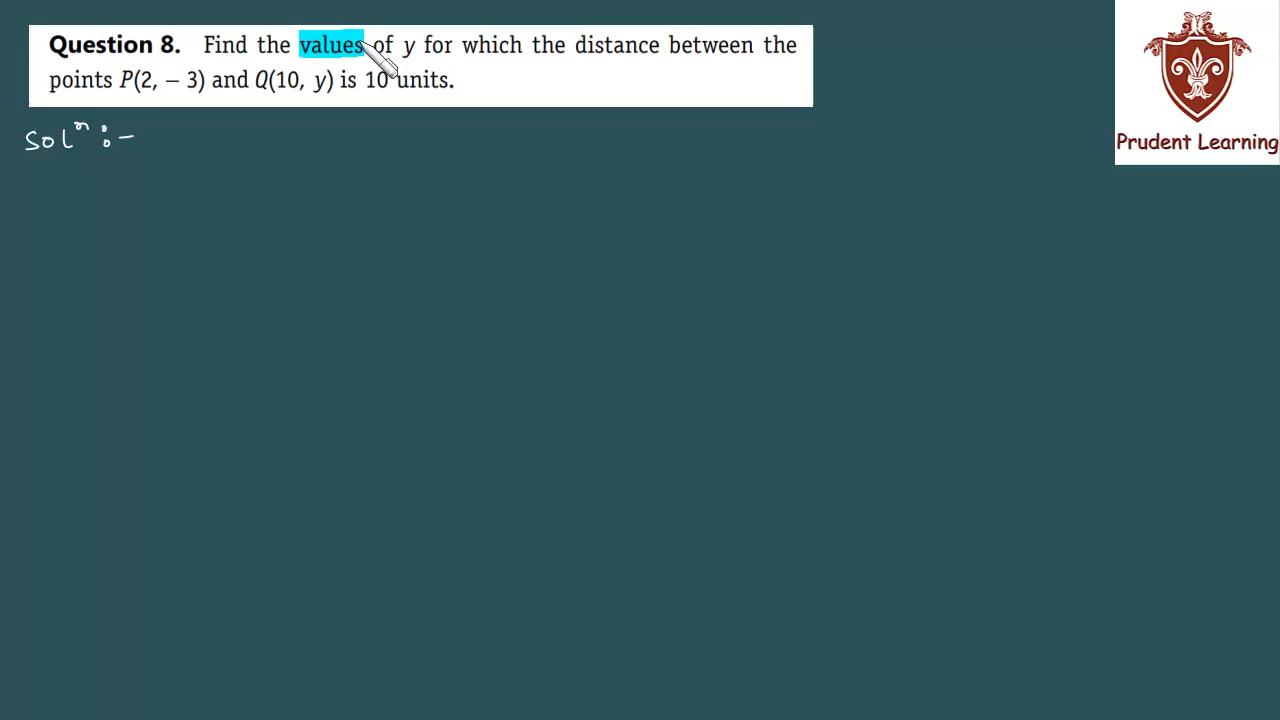 Question 8. Find the values of y for which the distance between the
points P(2, − 3) and Q(10, y) is 10 units.
Solⁿ :-
Prudent Learning